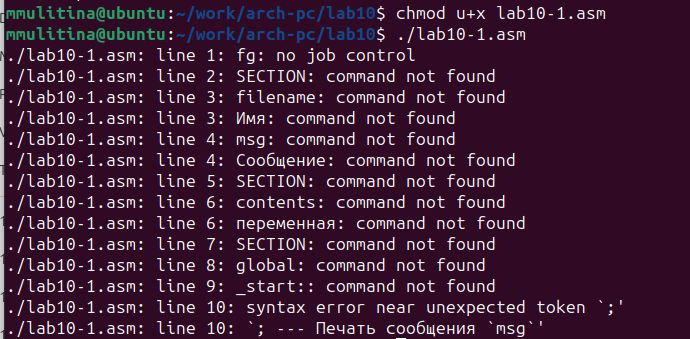 mmulitina@ubuntu:~/work/arch-pc/lab10$ chmod u+x lab10-1.asm
mmulitina@ubuntu:~/work/arch-pc/lab10$ ./lab10-1.asm
./lab10-1.asm: line 1: fg: no job control
./lab10-1.asm: line 2: SECTION: command not found
./lab10-1.asm: line 3: filename: command not found
./lab10-1.asm: line 3: Имя: command not found
./lab10-1.asm: line 4: msg: command not found
./lab10-1.asm: line 4: Сообщение: command not found
./lab10-1.asm: line 5: SECTION: command not found
./lab10-1.asm: line 6: contents: command not found
./lab10-1.asm: line 6: переменная: command not found
./lab10-1.asm: line 7: SECTION: command not found
./lab10-1.asm: line 8: global: command not found
./lab10-1.asm: line 9: _start:: command not found
./lab10-1.asm: line 10: syntax error near unexpected token `;'
./lab10-1.asm: line 10: `; --- Печать сообщения `msg`'